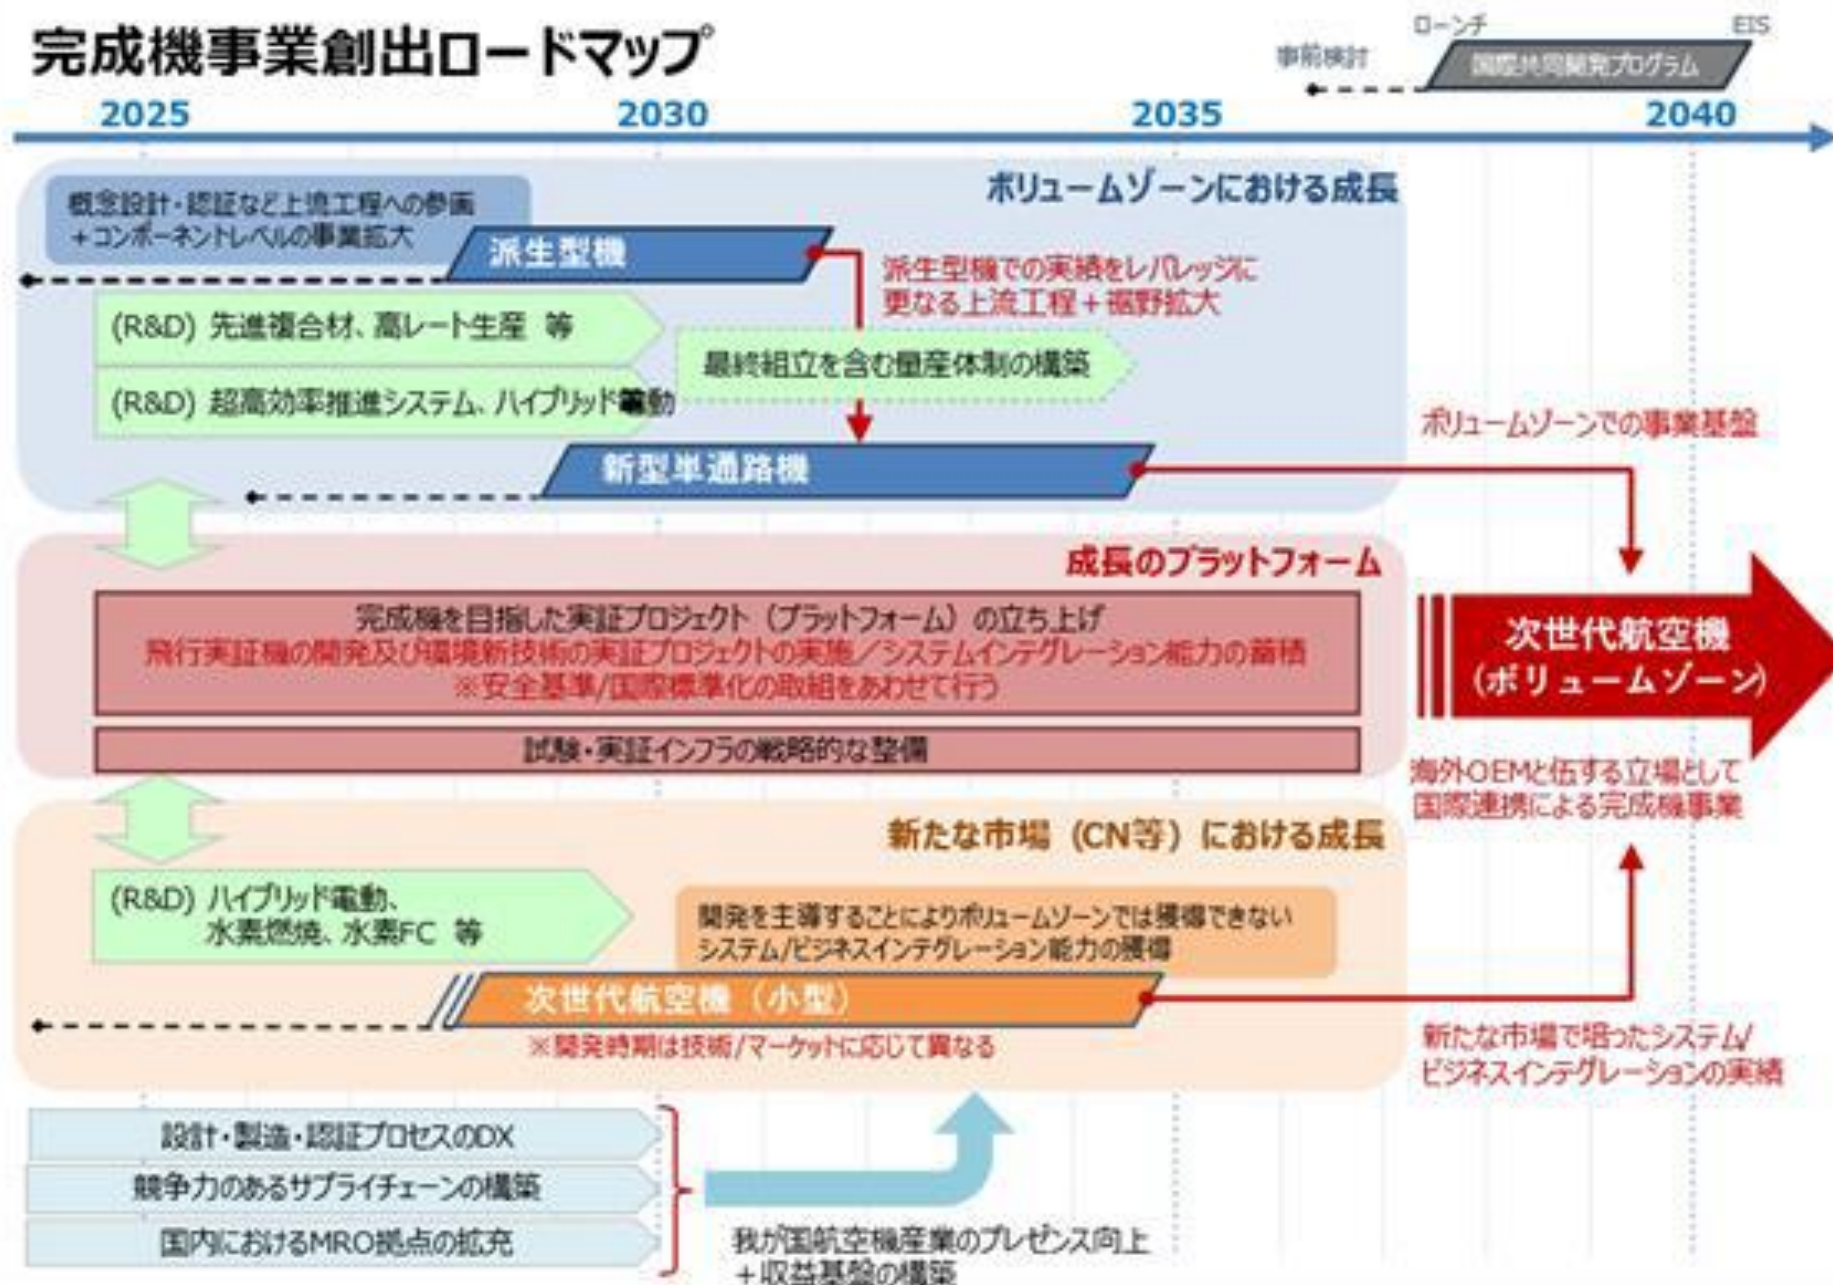 完成機事業創出ロードマップ
ローンチ
EIS
事前検討
国際共同開発プログラム
2025
2030
2035
2040
ボリュームゾーンにおける成長
概念設計・認証など上流工程への参画
＋コンポーネントレベルの事業拡大
派生型機
派生型機での実績をレバレッジに
更なる上流工程＋裾野拡大
(R&D) 先進複合材、高レート生産 等
最終組立を含む量産体制の構築
(R&D) 超高効率推進システム、ハイブリッド電動
新型単通路機
ボリュームゾーンでの事業基盤
成長のプラットフォーム
完成機を目指した実証プロジェクト（プラットフォーム）の立ち上げ
飛行実証機の開発及び環境新技術の実証プロジェクトの実施／システムインテグレーション能力の蓄積
※安全基準/国際標準化の取組をあわせて行う
試験・実証インフラの戦略的な整備
次世代航空機
(ボリュームゾーン)
海外OEMと伍する立場として
国際連携による完成機事業
新たな市場（CN等）における成長
(R&D) ハイブリッド電動、
水素燃焼、水素FC 等
開発を主導することによりボリュームゾーンでは獲得できない
システム/ビジネスインテグレーション能力の獲得
次世代航空機（小型）
※開発時期は技術/マーケットに応じて異なる
新たな市場で培ったシステム/
ビジネスインテグレーションの実績
設計・製造・認証プロセスのDX
競争力のあるサプライチェーンの構築
国内におけるMRO拠点の拡充
我が国航空機産業のプレゼンス向上
＋収益基盤の構築